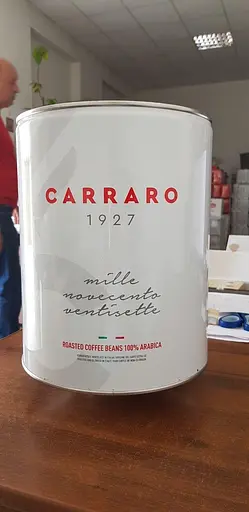 CARRARO
1927
mille
novecento
ventisette
ROASTED COFFEE BEANS 100% ARABICA